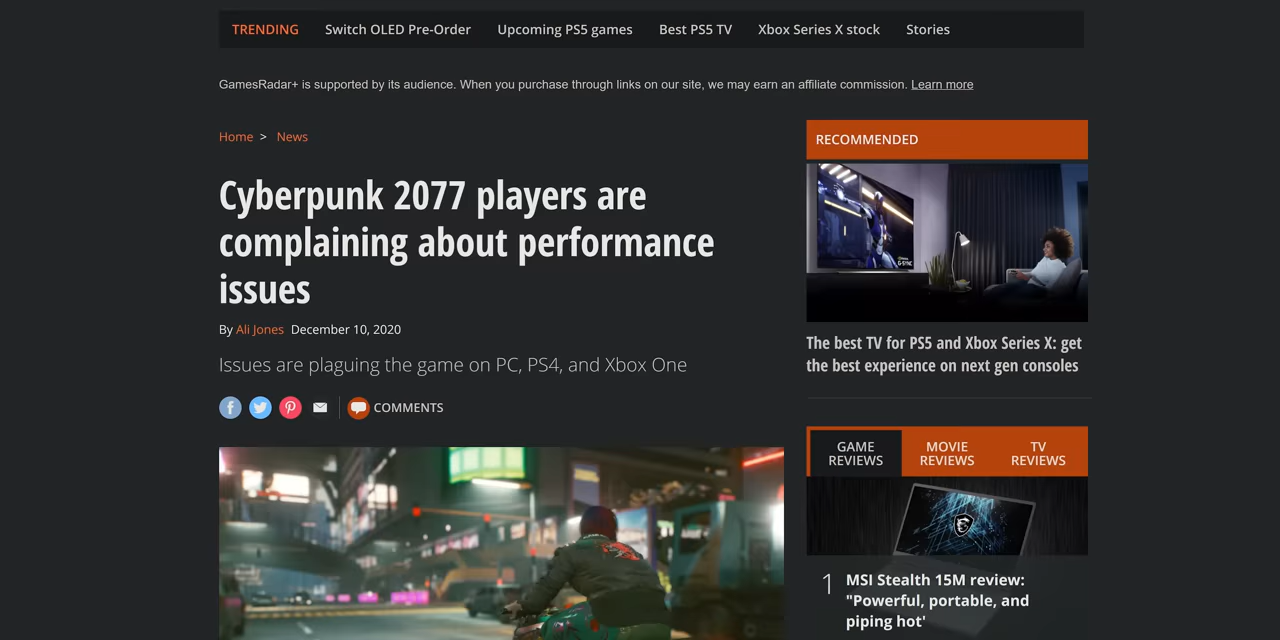 TRENDING Switch OLED Pre-Order Upcoming PS5 games Best PS5 TV Xbox Series X stock Stories
GamesRadar+ is supported by its audience. When you purchase through links on our site, we may earn an affiliate commission. Learn more
Home > News
Cyberpunk 2077 players are
complaining about performance
issues
By Ali Jones December 10, 2020
Issues are plaguing the game on PC, PS4, and Xbox One
COMMENTS
RECOMMENDED
The best TV for PS5 and Xbox Series X: get
the best experience on next gen consoles
GAME
REVIEWS
MOVIE
REVIEWS
TV
REVIEWS
1 MSI Stealth 15M review:
"Powerful, portable, and
piping hot'